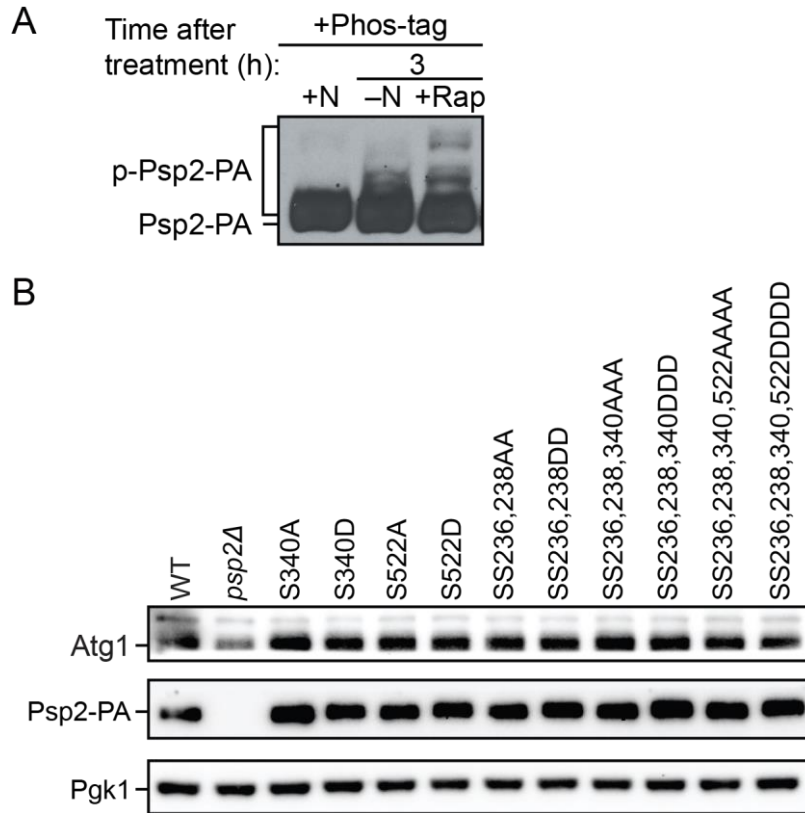 A
Time after treatment (h):
+Phos-tag
3
+N
–N
+Rap
p-Psp2-PA
Psp2-PA
B
WT
psp2Δ
S340A
S340D
S522A
S522D
SS236,238AA
SS236,238DD
SS236,238,340AAA
SS236,238,340DDD
SS236,238,340,522AAAA
SS236,238,340,522DDDD
Atg1
Psp2-PA
Pgk1